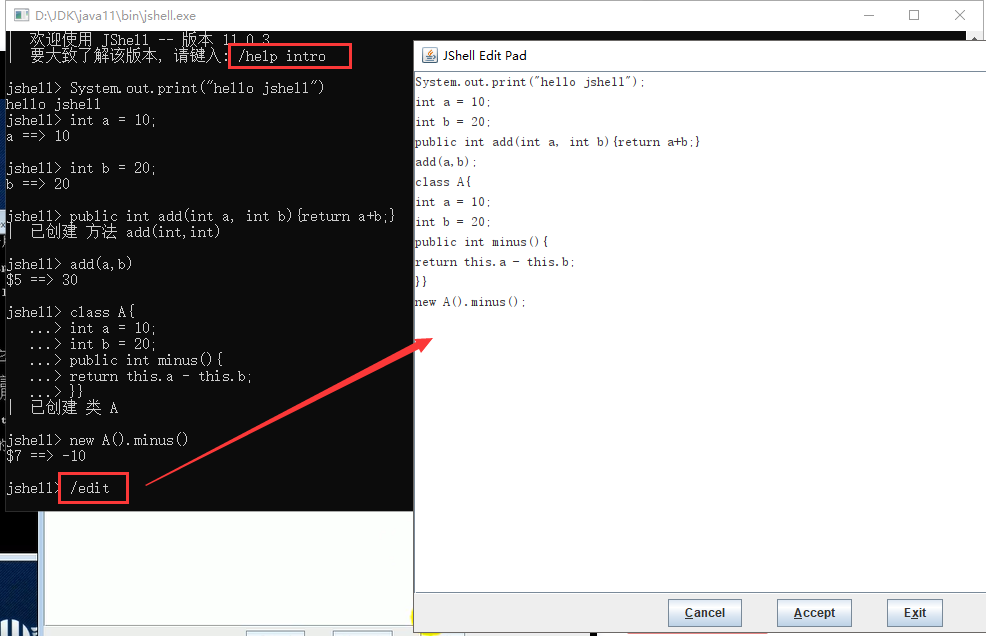 D:\JDK\java11\bin\jshell.exe
| 欢迎使用 JShell -- 版本 11.0.3
| 要大致了解该版本, 请键入: /help intro
jshell> System.out.print("hello jshell")
hello jshell
jshell> int a = 10;
a ==> 10
jshell> int b = 20;
b ==> 20
jshell> public int add(int a, int b){return a+b;}
| 已创建 方法 add(int,int)
jshell> add(a,b)
$5 ==> 30
jshell> class A{
...> int a = 10;
...> int b = 20;
...> public int minus(){
...> return this.a - this.b;
...> }}
| 已创建 类 A
jshell> new A().minus()
$7 ==> -10
jshell> /edit
JShell Edit Pad
System.out.print("hello jshell");
int a = 10;
int b = 20;
public int add(int a, int b){return a+b;}
add(a,b);
class A{
int a = 10;
int b = 20;
public int minus(){
return this.a - this.b;
}}
new A().minus();
Cancel
Accept
Exit